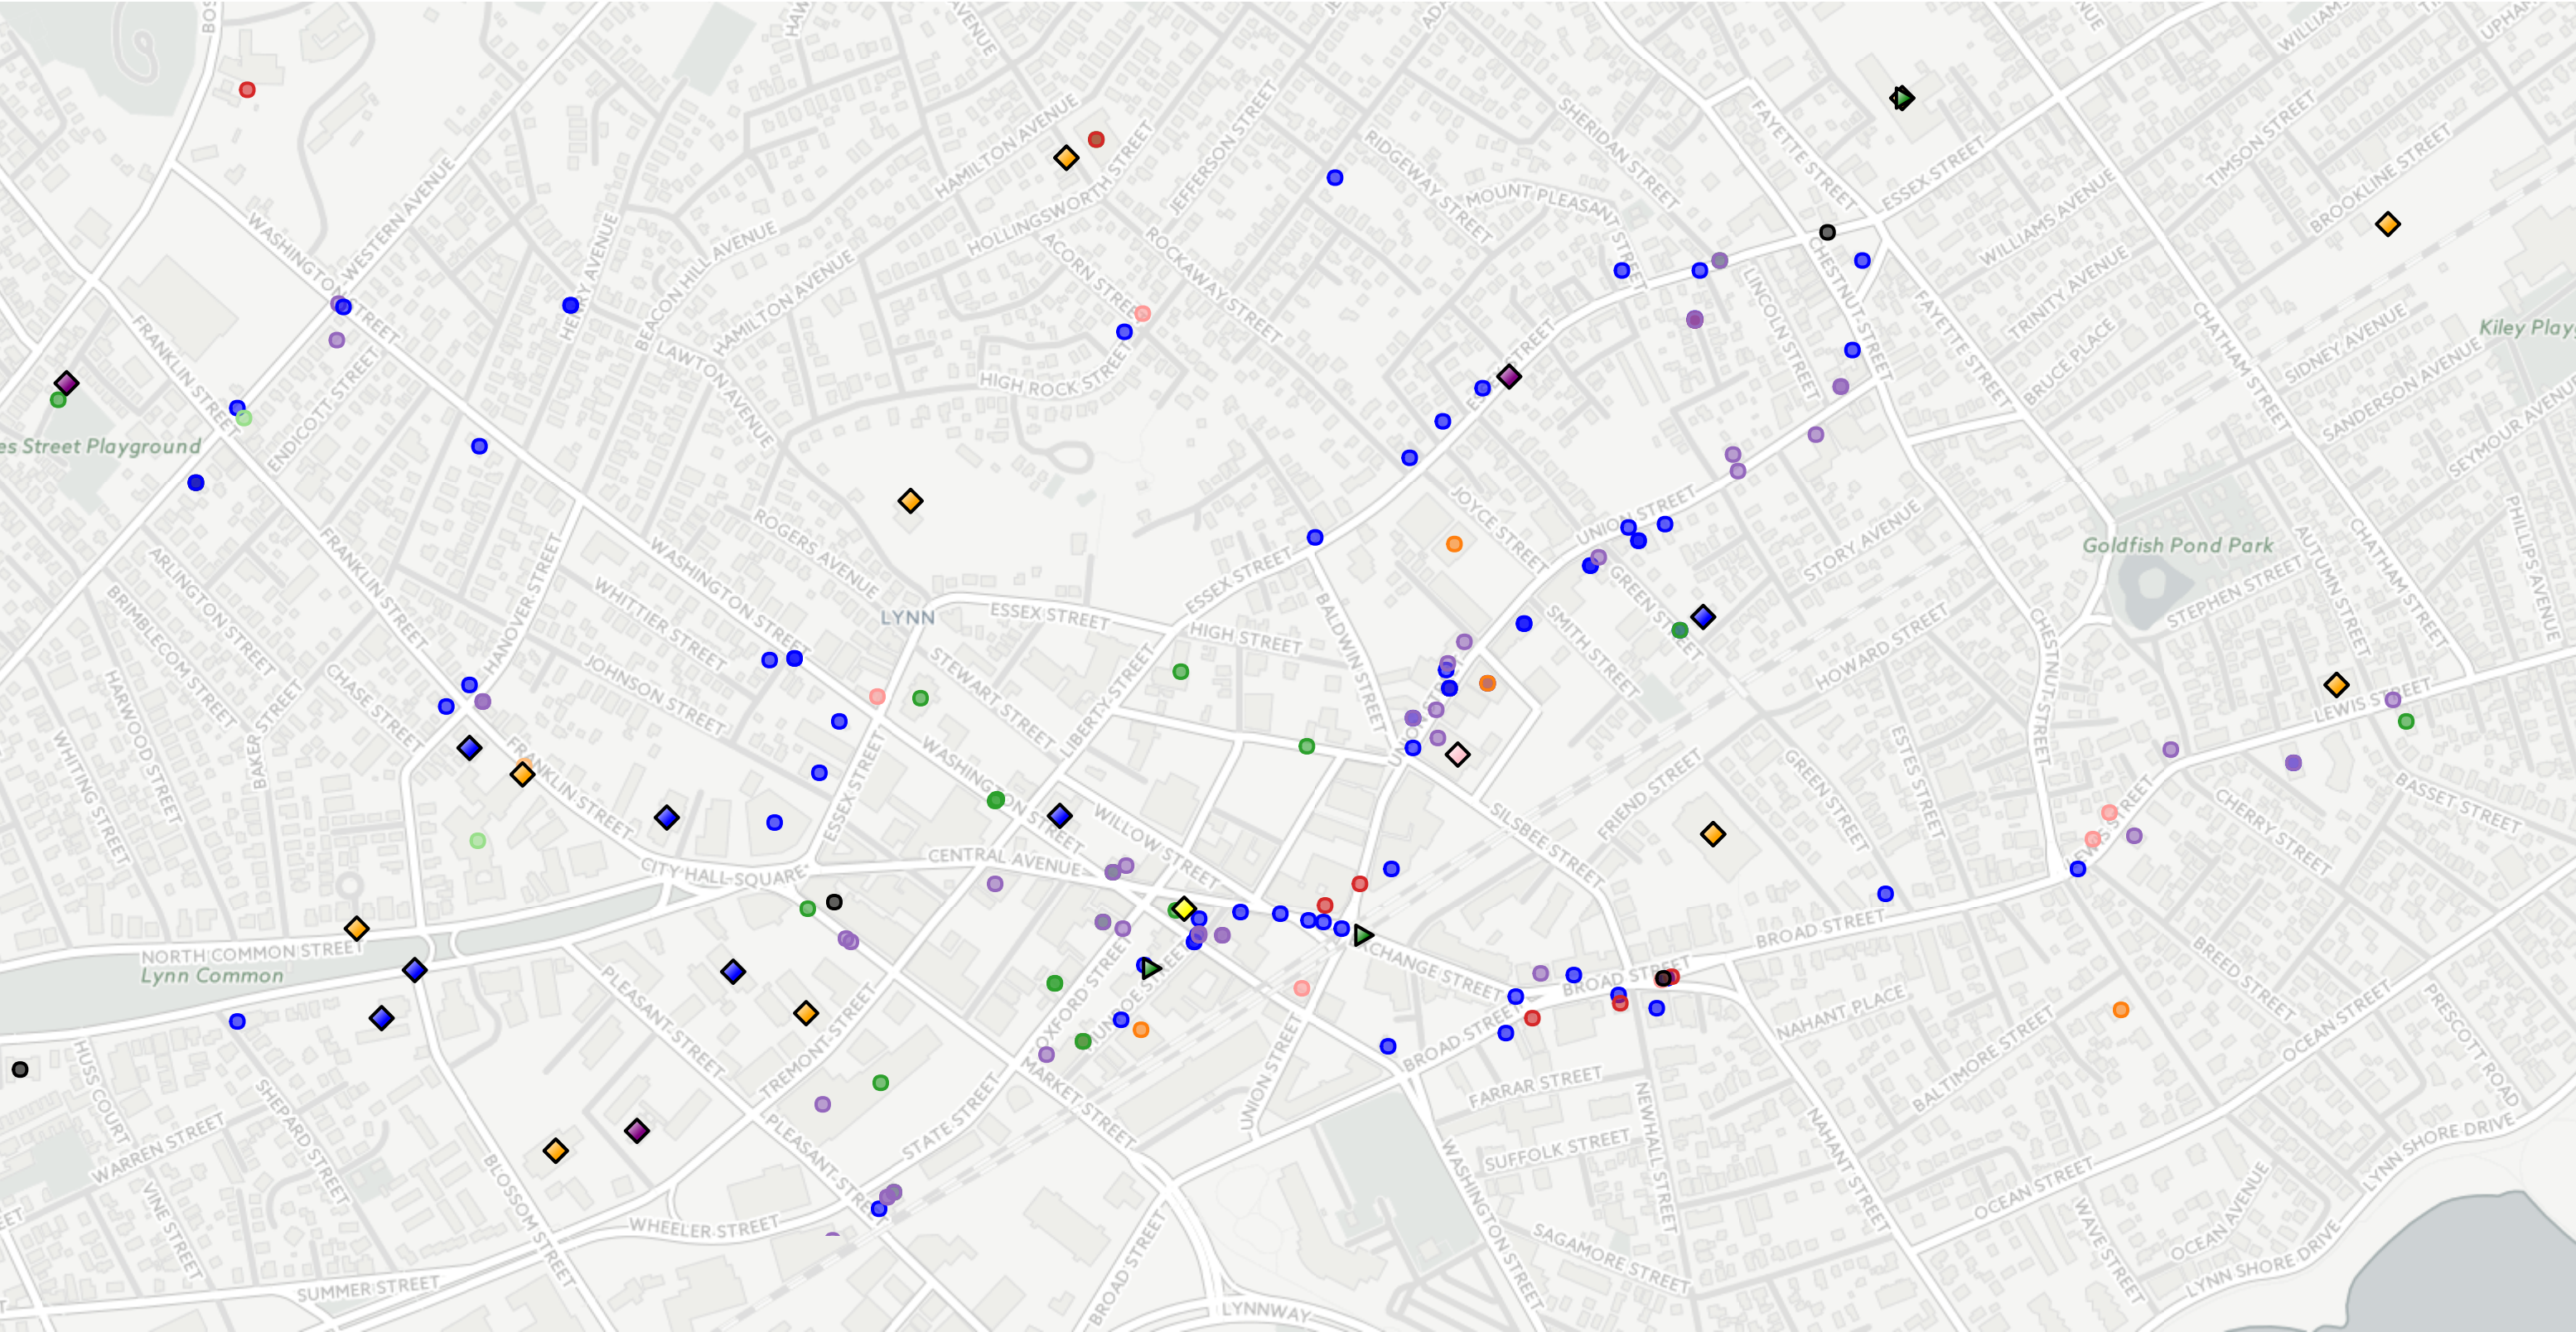 FAYETTE STREET
SHERIDAN STREET
RIDGEWAY STREET
HAMILTON AVENUE
HOLLINGSWORTH STREET
JEFFERSON STREET
MOUNT PLEASANT STREET
ESSEX STREET
WILLIAMS AVENUE
TIMSON STREET
BROOKLINE STREET
WESTERN AVENUE
WASHINGTON STREET
HENRY AVENUE
BEACON HILL AVENUE
HAMILTON AVENUE
ACORN STREET
ROCKAWAY STREET
LINCOLN STREET
CHESTNUT STREET
FAYETTE STREET
TRINITY AVENUE
BRUCE PLACE
CHATHAM STREET
SIDNEY AVENUE
SANDERSON AVENUE
Kiley Play
FRANKLIN STREET
ENDICOTT STREET
LAWTON AVENUE
HIGH ROCK STREET
es Street Playground
SEYMOUR AVENUE
PHILLIPS AVENUE
ROGERS AVENUE
JOYCE STREET
UNION STREET
STORY AVENUE
Goldfish Pond Park
STEPHEN STREET
AUTUMN STREET
CHATHAM STREET
ARLINGTON STREET
BRIMBLECOM STREET
FRANKLIN STREET
HANOVER STREET
WHITTIER STREET
WASHINGTON STREET
LYNN
ESSEX STREET
HIGH STREET
ESSEX STREET
BALDWIN STREET
SMITH STREET
GREEN STREET
HOWARD STREET
CHESTNUT STREET
LEWIS STREET
HARWOOD STREET
BAKER STREET
CHASE STREET
JOHNSON STREET
STEWART STREET
LIBERTY STREET
WHITING STREET
FRANKLIN STREET
ESSEX STREET
WASHINGTON STREET
WILLOW STREET
SILSBEE STREET
FRIEND STREET
GREEN STREET
ESTES STREET
LEWIS STREET
CHERRY STREET
BASSET STREET
CITY HALL SQUARE
CENTRAL AVENUE
NORTH COMMON STREET
Lynn Common
PLEASANT STREET
TREMONT STREET
OXFORD STREET
BROAD STREET
BROAD STREET
NAHANT PLACE
BALTIMORE STREET
BREED STREET
OCEAN STREET
PRESCOTT ROAD
HUSS COURT
SHEPARD STREET
WARREN STREET
VINE STREET
BLOSSOM STREET
PLEASANT STREET
STATE STREET
MARKET STREET
UNION STREET
BROAD STREET
FARRAR STREET
SUFFOLK STREET
NEWHALL STREET
NAHANT STREET
OCEAN STREET
WAVE STREET
OCEAN AVENUE
LYNN SHORE DRIVE
LYNN SHORE DRIVE
WHEELER STREET
SUMMER STREET
BROAD STREET
LYNNWAY
WASHINGTON STREET
SAGAMORE STREET